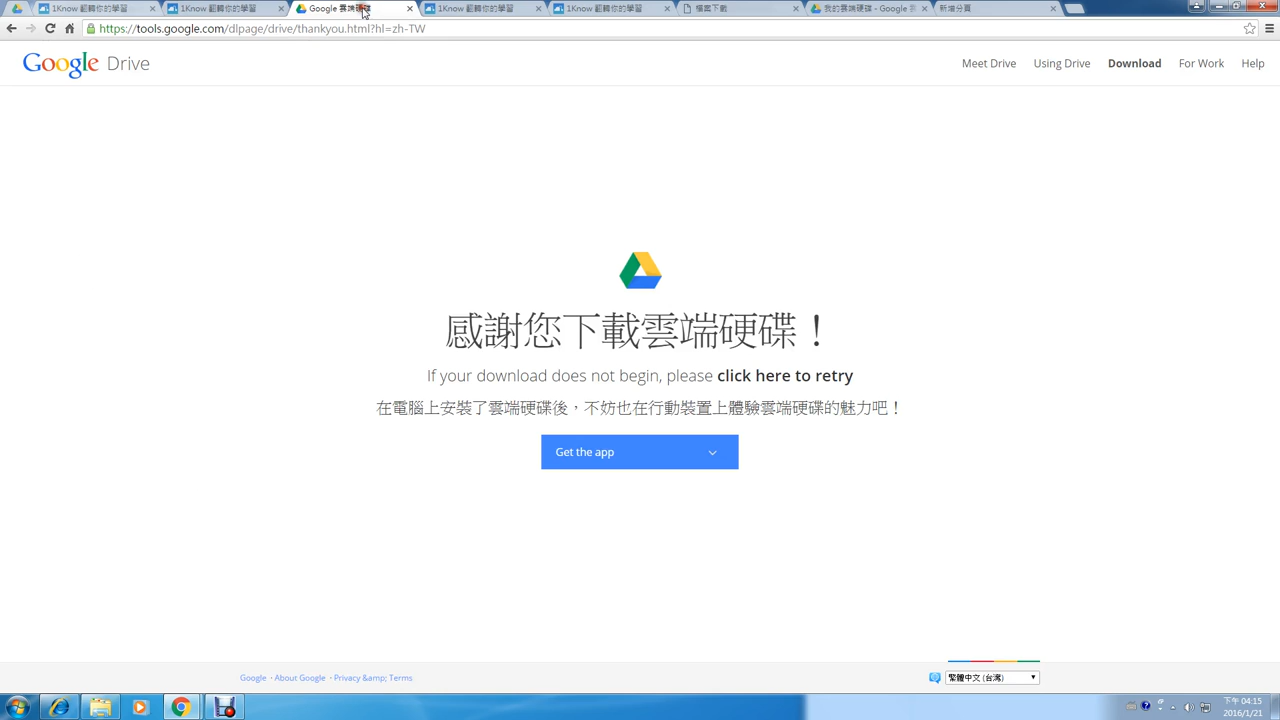 1Know 翻轉你的學習
1Know 翻轉你的學習
Google 雲端硬碟
1Know 翻轉你的學習
1Know 翻轉你的學習
檔案下載
我的雲端硬碟 - Google 雲
新增分頁
https://tools.google.com/dlpage/drive/thankyou.html?hl=zh-TW
Google Drive
Meet Drive
Using Drive
Download
For Work
Help
感謝您下載雲端硬碟！
If your download does not begin, please click here to retry
在電腦上安裝了雲端硬碟後，不妨也在行動裝置上體驗雲端硬碟的魅力吧！
Get the app
Google · About Google · Privacy &amp; Terms
繁體中文 (台灣)
下午 04:15
2016/1/21